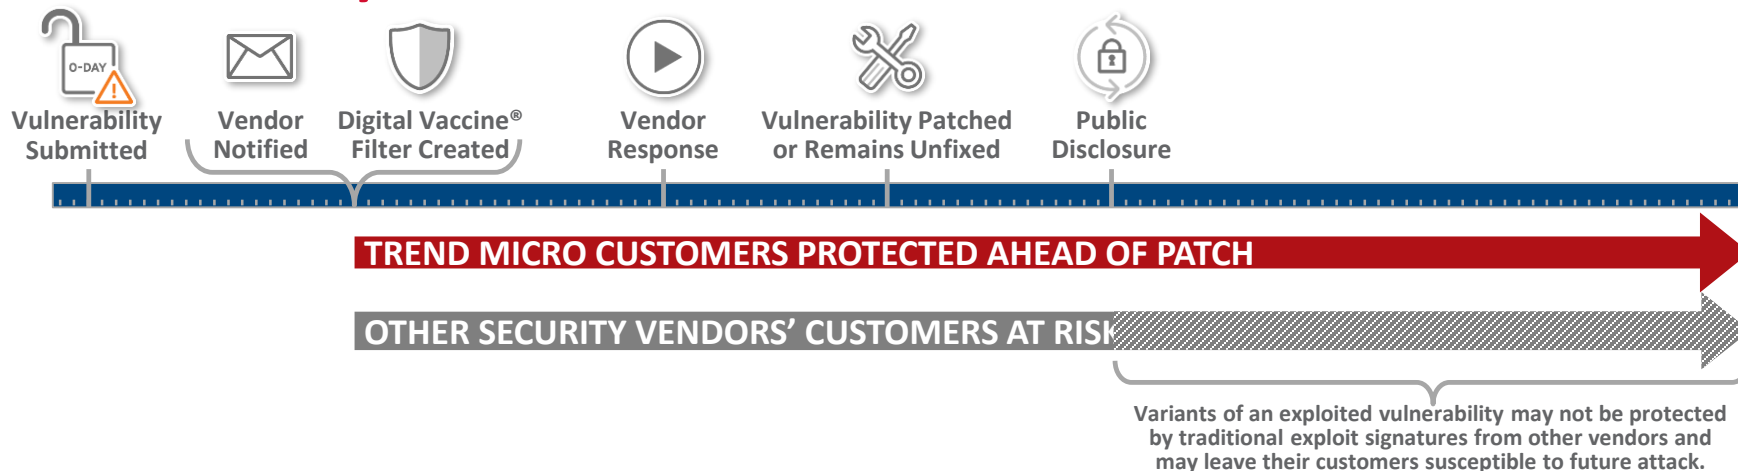 0-DAY
Vulnerability
Submitted
Vendor
Notified
Digital Vaccine®
Filter Created
Vendor
Response
Vulnerability Patched
or Remains Unfixed
Public
Disclosure
TREND MICRO CUSTOMERS PROTECTED AHEAD OF PATCH
OTHER SECURITY VENDORS’ CUSTOMERS AT RISK
Variants of an exploited vulnerability may not be protected
by traditional exploit signatures from other vendors and
may leave their customers susceptible to future attack.